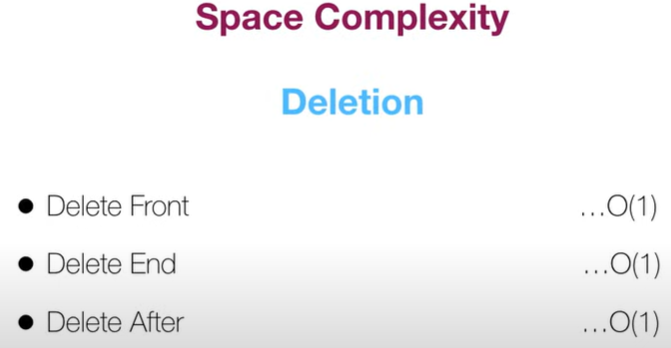 Space Complexity
Deletion
● Delete Front ...O(1)
● Delete End ...O(1)
● Delete After ...O(1)